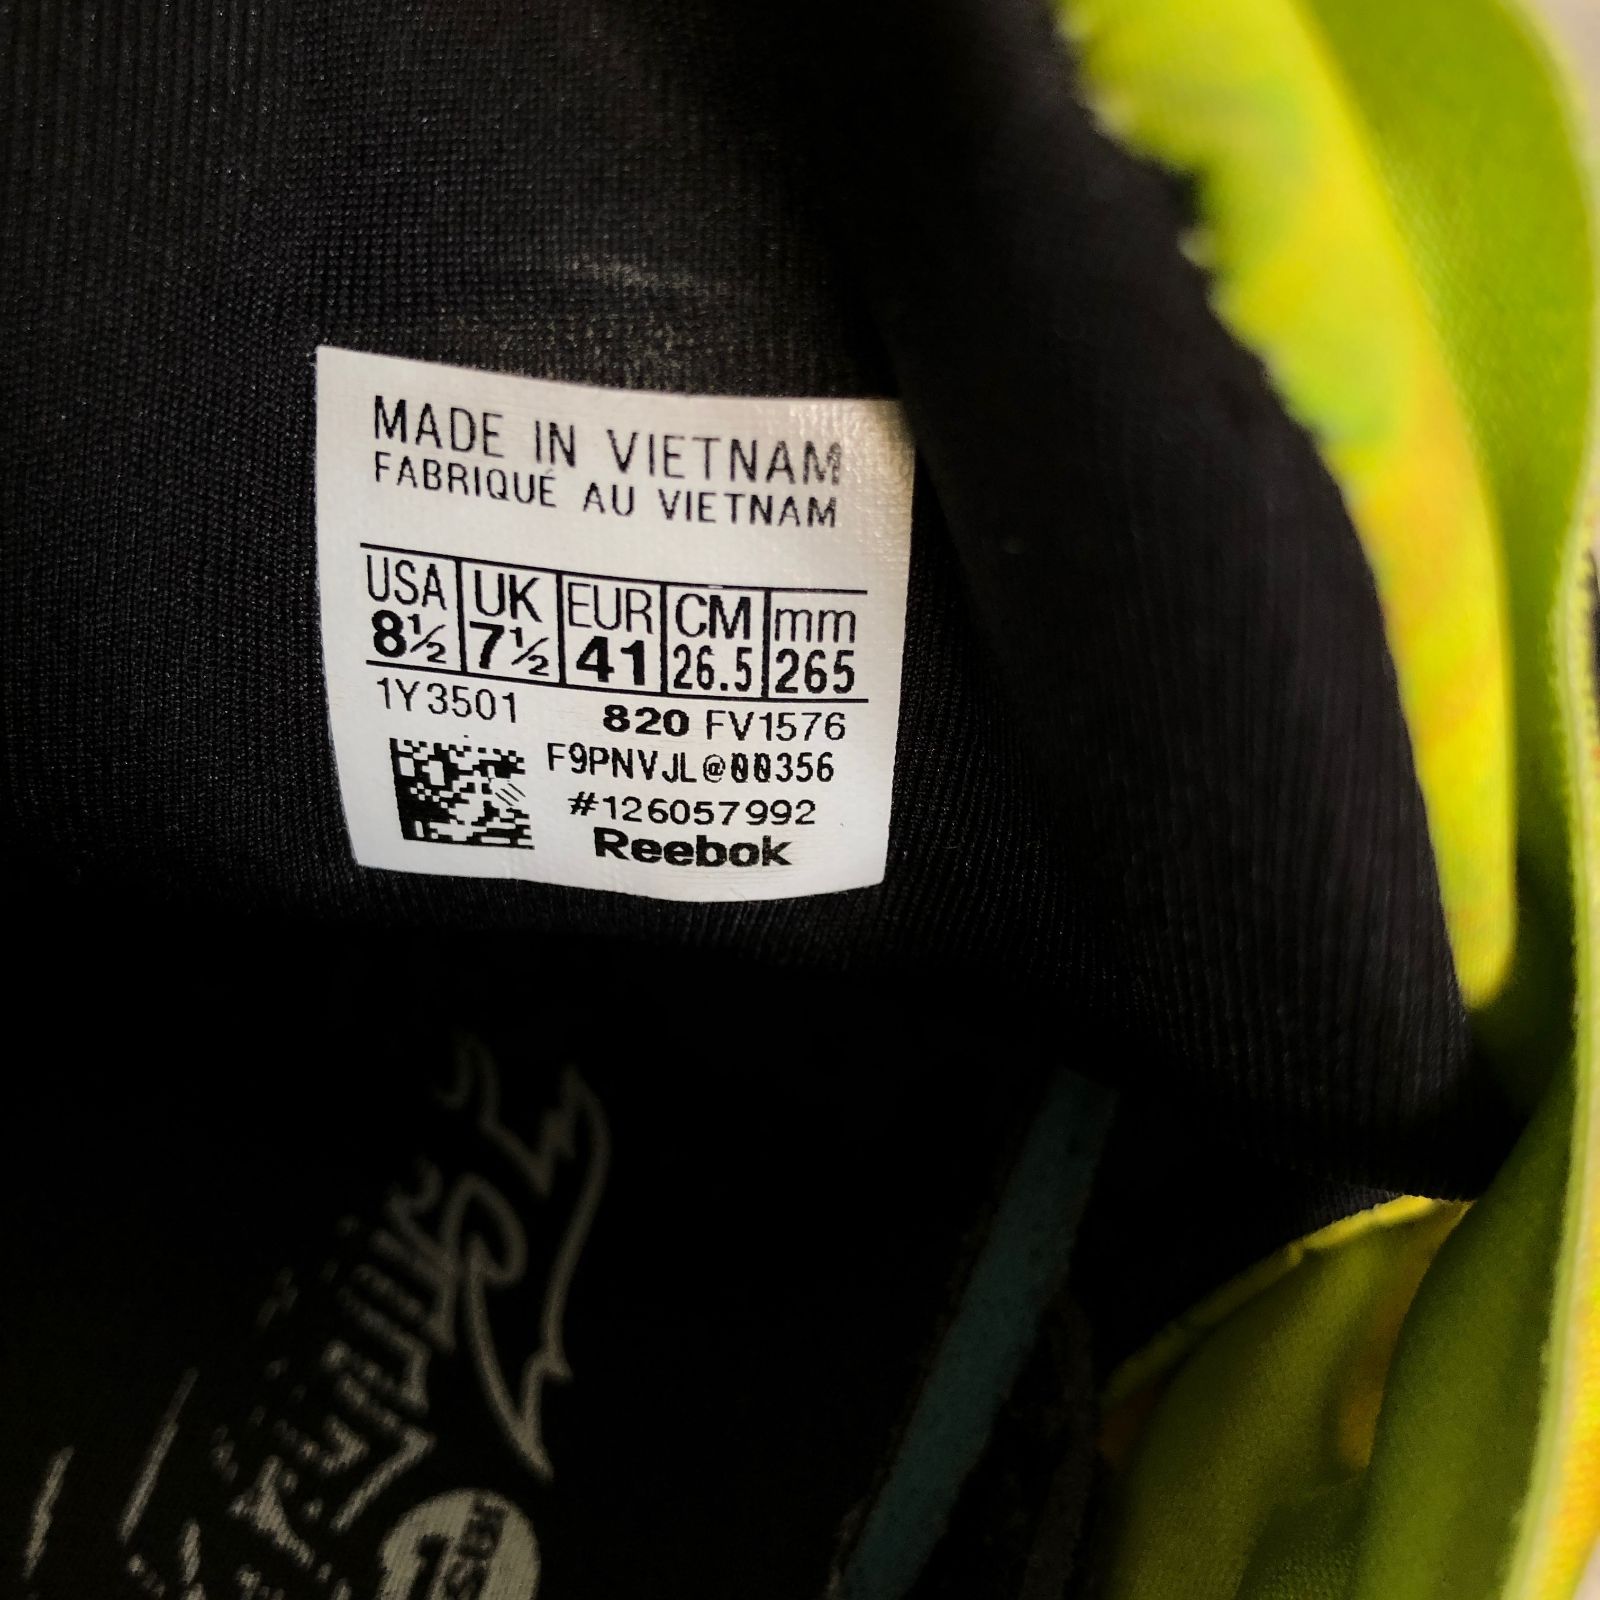 MADE IN VIETNAM
FABRIQUÉ AU VIETNAM
USA UK EUR CM mm
8½ 7½ 41 26.5 265
1Y3501 820 FV1576
F9PNVJL@00356
#126057992
Reebok